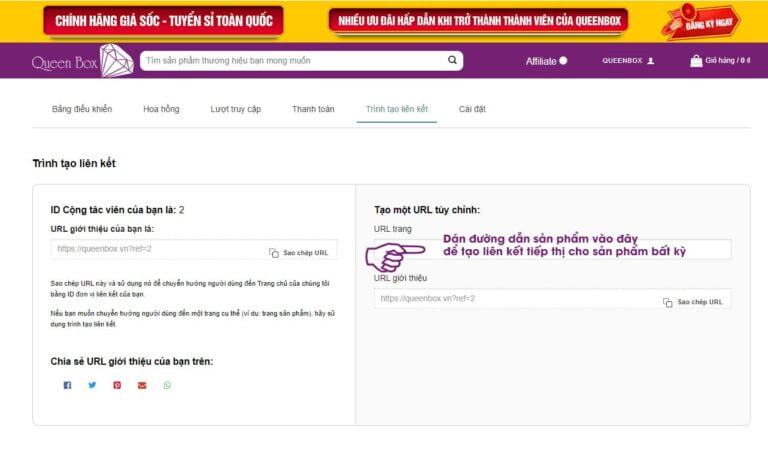 CHÍNH HÃNG GIÁ SỐC - TUYỂN SỈ TOÀN QUỐC
NHIỀU ƯU ĐÃI HẤP DẪN KHI TRỞ THÀNH THÀNH VIÊN CỦA QUEENBOX
ĐĂNG KÝ NGAY
Queen Box
Tìm sản phẩm thương hiệu bạn mong muốn
Affiliate
QUEENBOX
Giỏ hàng / 0 ₫
Bảng điều khiển
Hoa hồng
Lượt truy cập
Thanh toán
Trình tạo liên kết
Cài đặt
Trình tạo liên kết
ID Cộng tác viên của bạn là: 2
URL giới thiệu của bạn là:
https://queenbox.vn?ref=2
Sao chép URL
Sao chép URL này và sử dụng nó để chuyển hướng người dùng đến Trang chủ của chúng tôi
bằng ID đơn vị liên kết của bạn.
Nếu bạn muốn chuyển hướng người dùng đến một trang cụ thể (ví dụ: trang sản phẩm), hãy sử
dụng trình tạo liên kết.
Chia sẻ URL giới thiệu của bạn trên:
Tạo một URL tùy chỉnh:
URL trang
Dán đường dẫn sản phẩm vào đây
để tạo liên kết tiếp thị cho sản phẩm bất kỳ
URL giới thiệu
https://queenbox.vn?ref=2
Sao chép URL